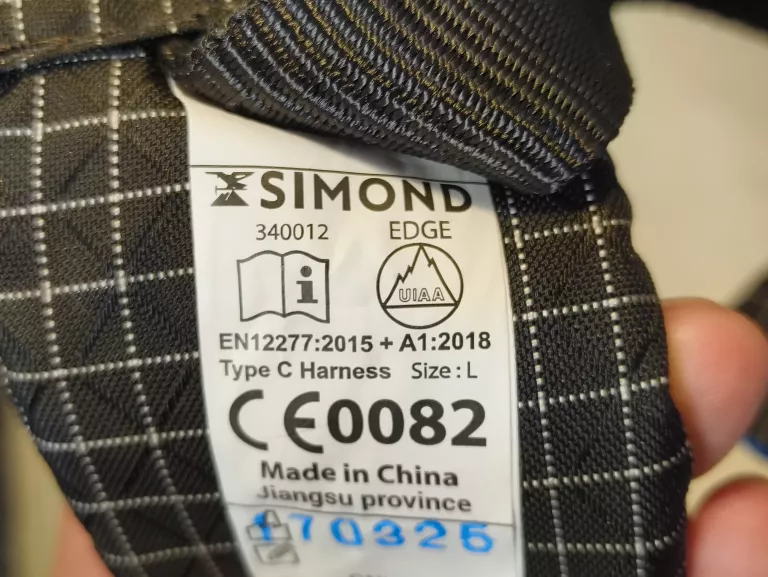 SIMOND
340012 EDGE
UIAA
EN12277:2015 + A1:2018
Type C Harness Size : L
CE0082
Made in China
Jiangsu province
170325